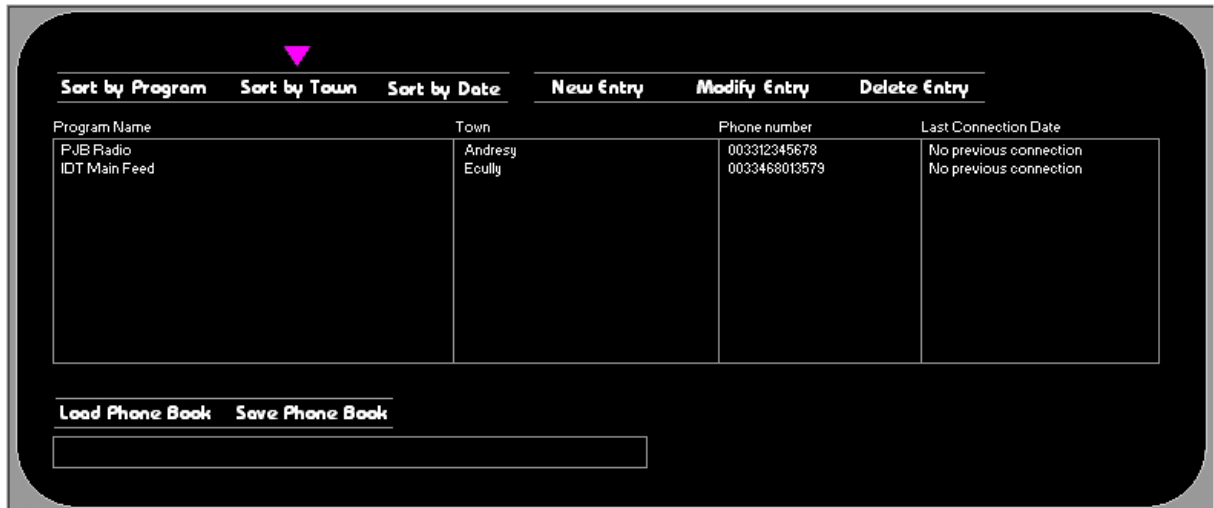 Sort by Program Sort by Town Sort by Date New Entry Modify Entry Delete Entry
Program Name Town Phone number Last Connection Date
PJB Radio Andresy 003312345678 No previous connection
IDT Main Feed Ecully 0033468013579 No previous connection
Load Phone Book Save Phone Book